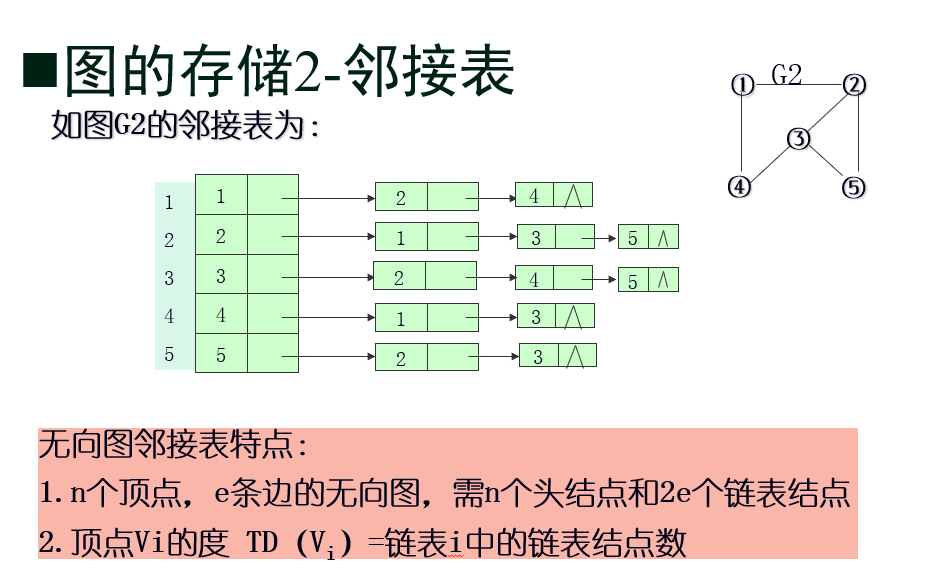 ■图的存储2-邻接表
如图G2的邻接表为:
G2
① ②
③
④ ⑤
1 1 2 4 ∧
2 2 1 3 5 ∧
3 3 2 4 5 ∧
4 4 1 3 ∧
5 5 2 3 ∧
无向图邻接表特点:
1.n个顶点，e条边的无向图，需n个头结点和2e个链表结点
2.顶点Vi的度 TD (Vi) =链表i中的链表结点数